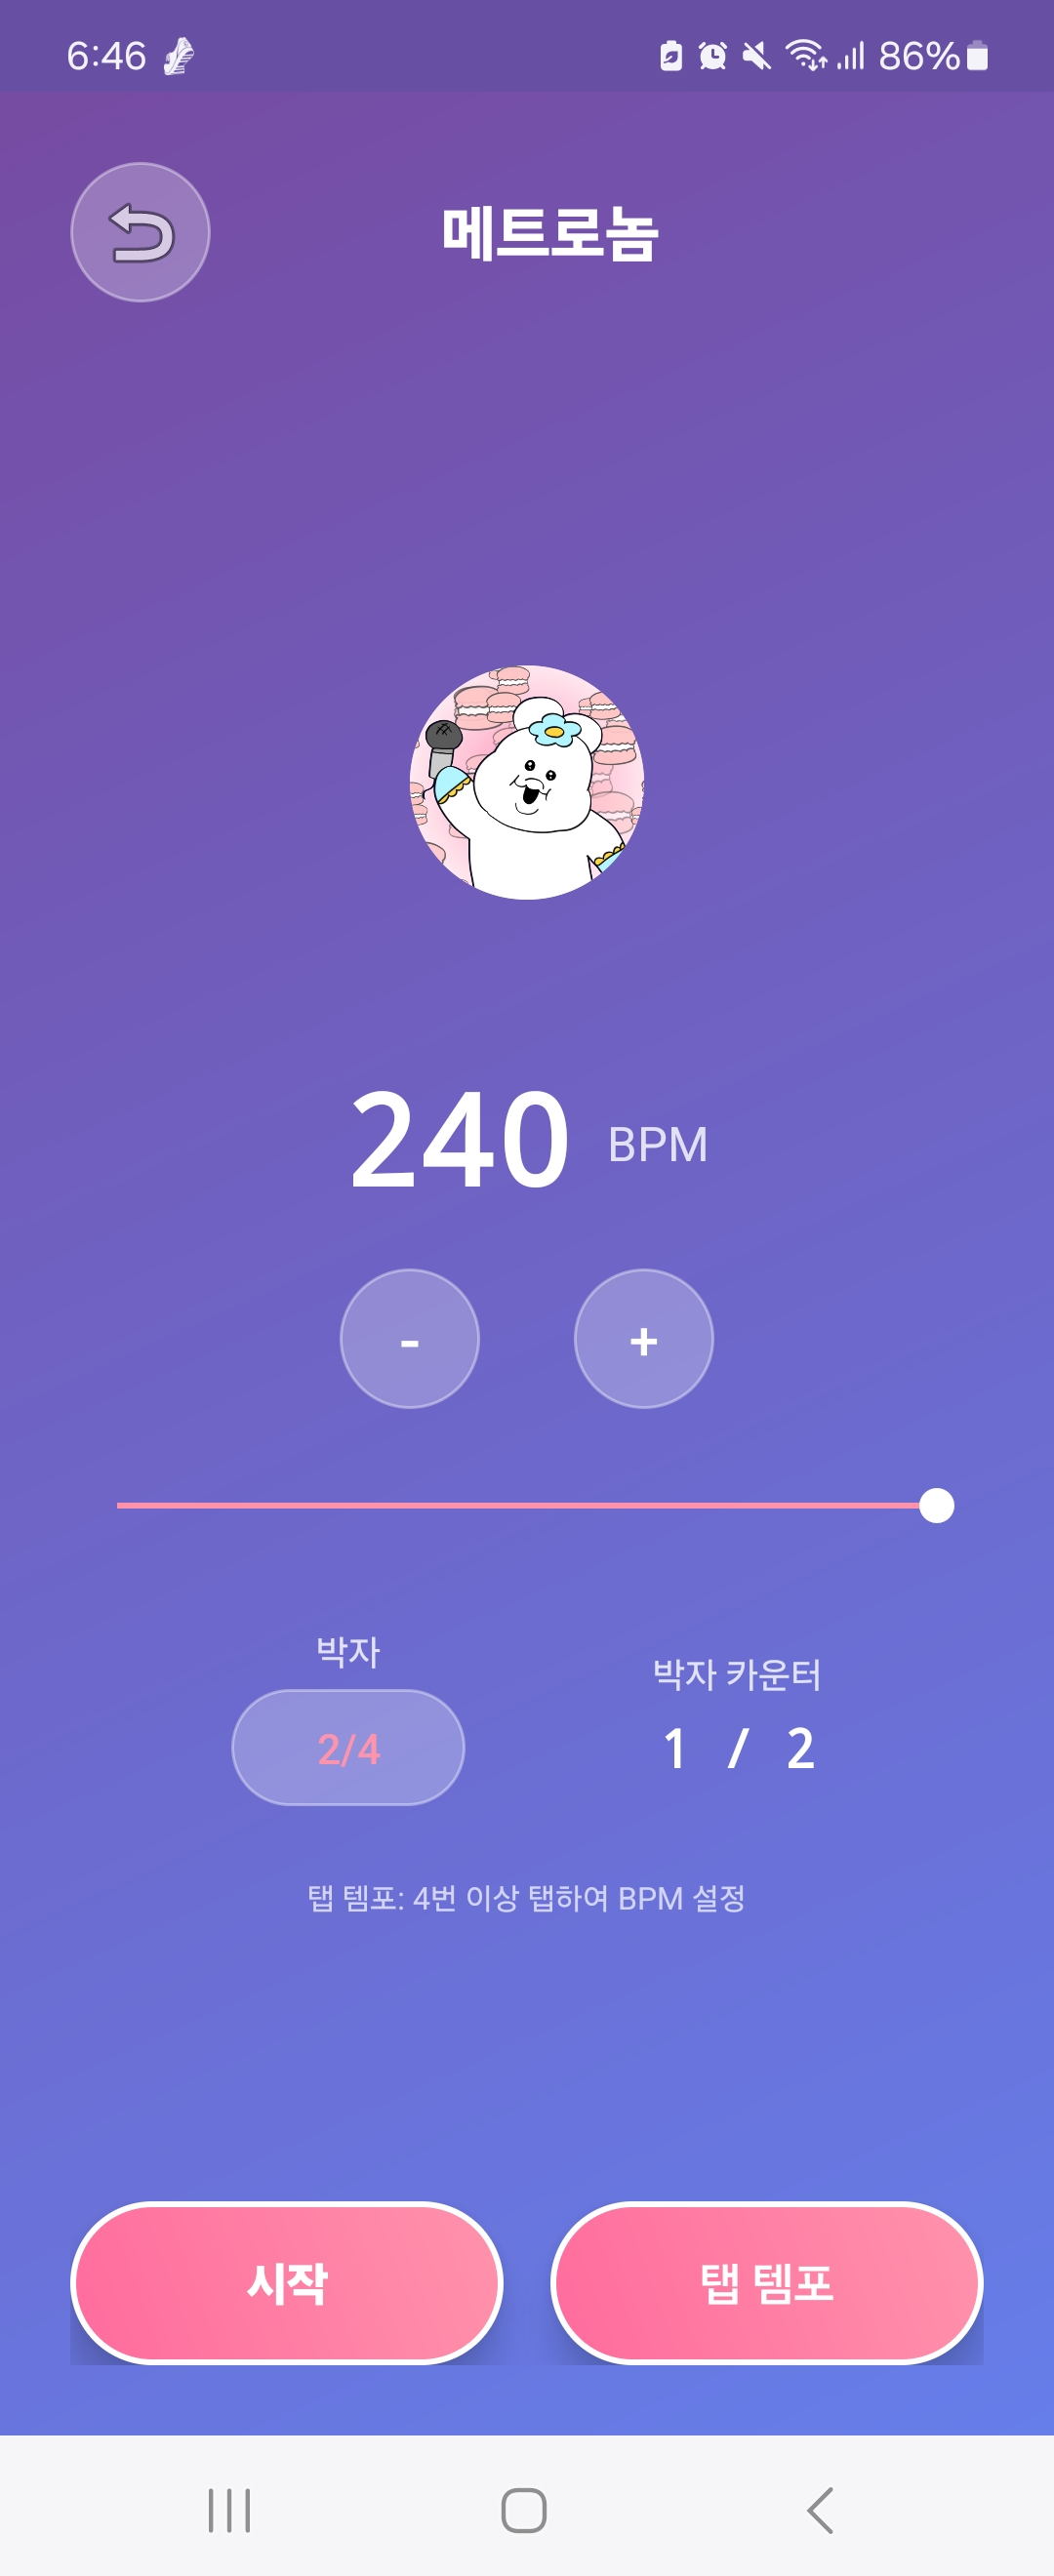 6:46
86%
메트로놈
240 BPM
- +
박자
박자 카운터
2/4
1 / 2
탭 템포: 4번 이상 탭하여 BPM 설정
시작
탭 템포